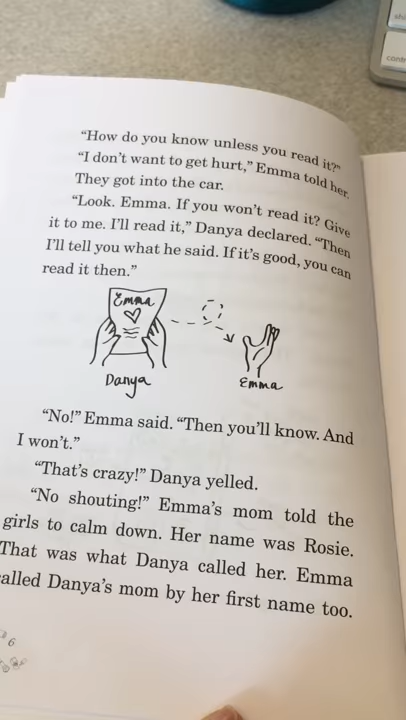 "How do you know unless you read it?"
"I don't want to get hurt," Emma told her.
They got into the car.
"Look. Emma. If you won't read it? Give
it to me. I'll read it," Danya declared. "Then
I'll tell you what he said. If it's good, you can
read it then."
Emma
Danya
Emma
"No!" Emma said. "Then you'll know. And
I won't."
"That's crazy!" Danya yelled.
"No shouting!" Emma's mom told the
girls to calm down. Her name was Rosie.
That was what Danya called her. Emma
called Danya's mom by her first name too.
6